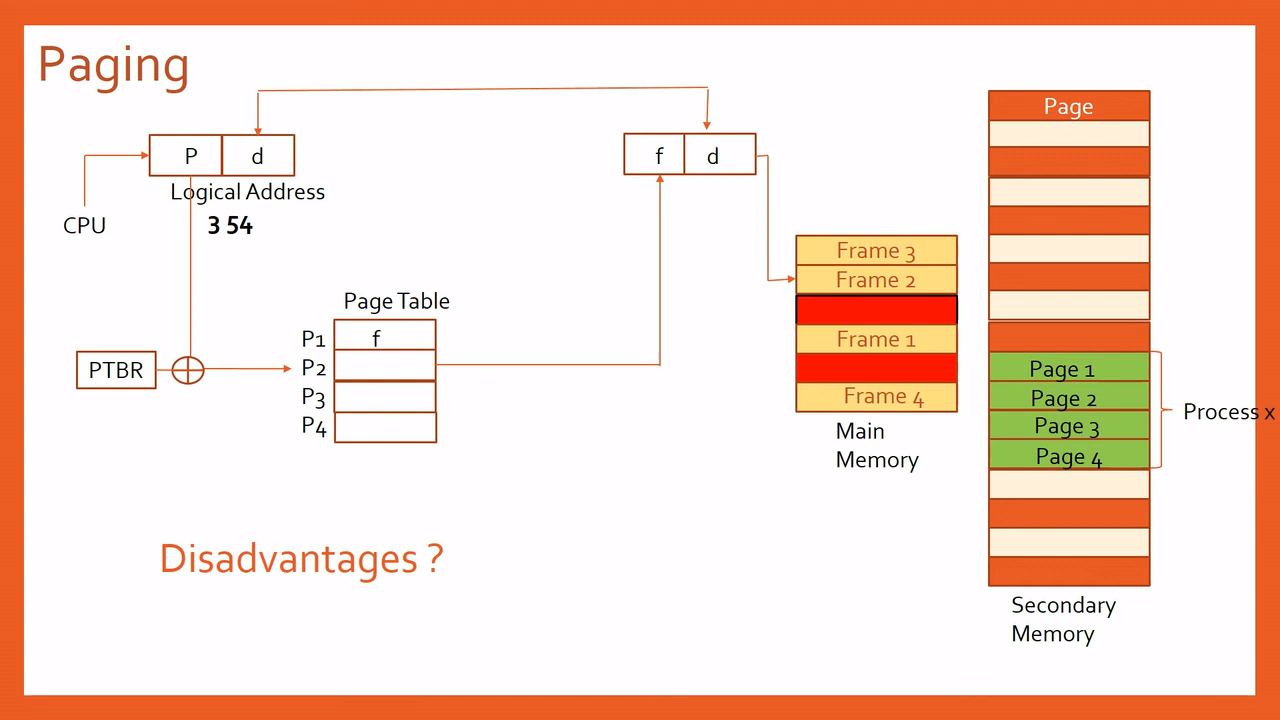 Paging
P d
Logical Address
3 54
CPU
f d
Page Table
P1 f
P2
P3
P4
PTBR
Frame 3
Frame 2
Frame 1
Frame 4
Main
Memory
Page
Page 1
Page 2
Page 3
Page 4
Process x
Secondary
Memory
Disadvantages ?